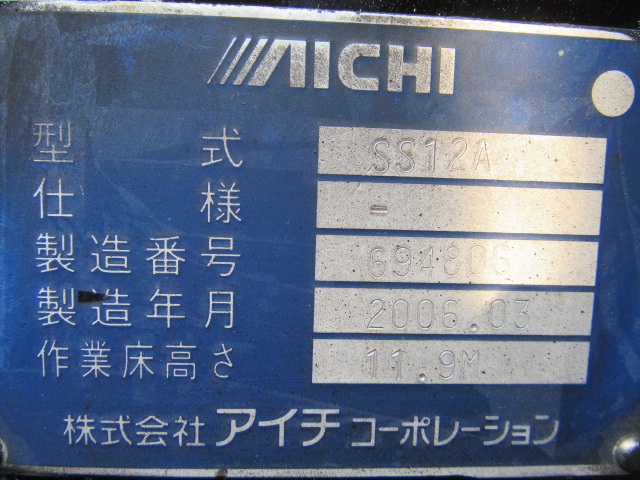 AICHI
型式 SS12A
仕様 -
製造番号 694806
製造年月 2006.03
作業床高さ 11.9M
株式会社 アイチ コーポレーション